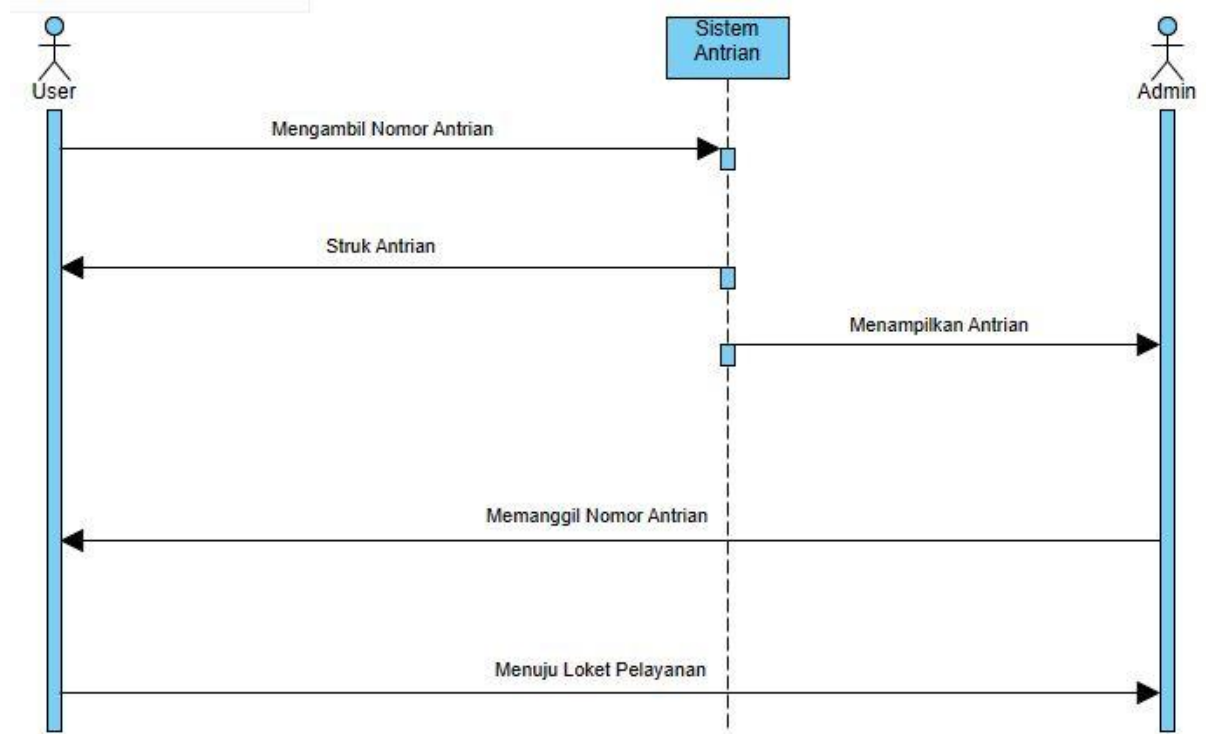 Sistem
Antrian
User
Admin
Mengambil Nomor Antrian
Struk Antrian
Menampilkan Antrian
Memanggil Nomor Antrian
Menuju Loket Pelayanan